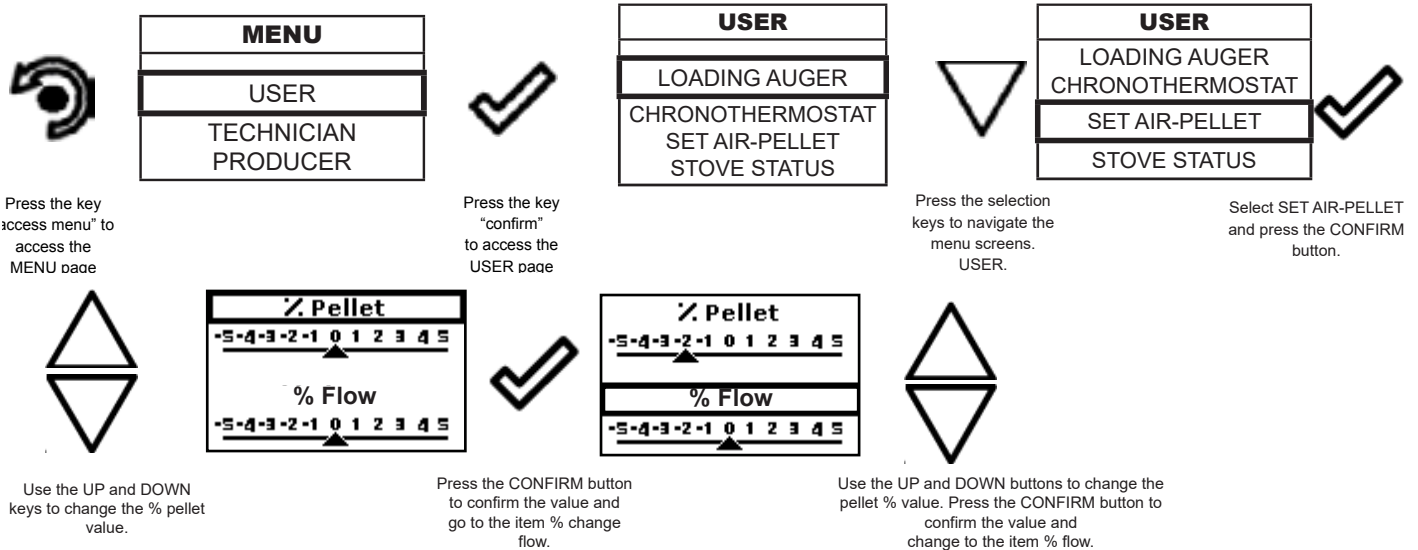 MENU
USER
TECHNICIAN
PRODUCER
USER
LOADING AUGER
CHRONOTHERMOSTAT
SET AIR-PELLET
STOVE STATUS
USER
LOADING AUGER
CHRONOTHERMOSTAT
SET AIR-PELLET
STOVE STATUS
Press the key
access menu” to
access the
MENU page
Press the key
“confirm”
to access the
USER page
Press the selection
keys to navigate the
menu screens.
USER.
Select SET AIR-PELLET
and press the CONFIRM
button.
% Pellet
-5-4-3-2-1 0 1 2 3 4 5
% Flow
-5-4-3-2-1 0 1 2 3 4 5
% Pellet
-5-4-3-2-1 0 1 2 3 4 5
% Flow
-5-4-3-2-1 0 1 2 3 4 5
Use the UP and DOWN
keys to change the % pellet
value.
Press the CONFIRM button
to confirm the value and
go to the item % change
flow.
Use the UP and DOWN buttons to change the
pellet % value. Press the CONFIRM button to
confirm the value and
change to the item % flow.